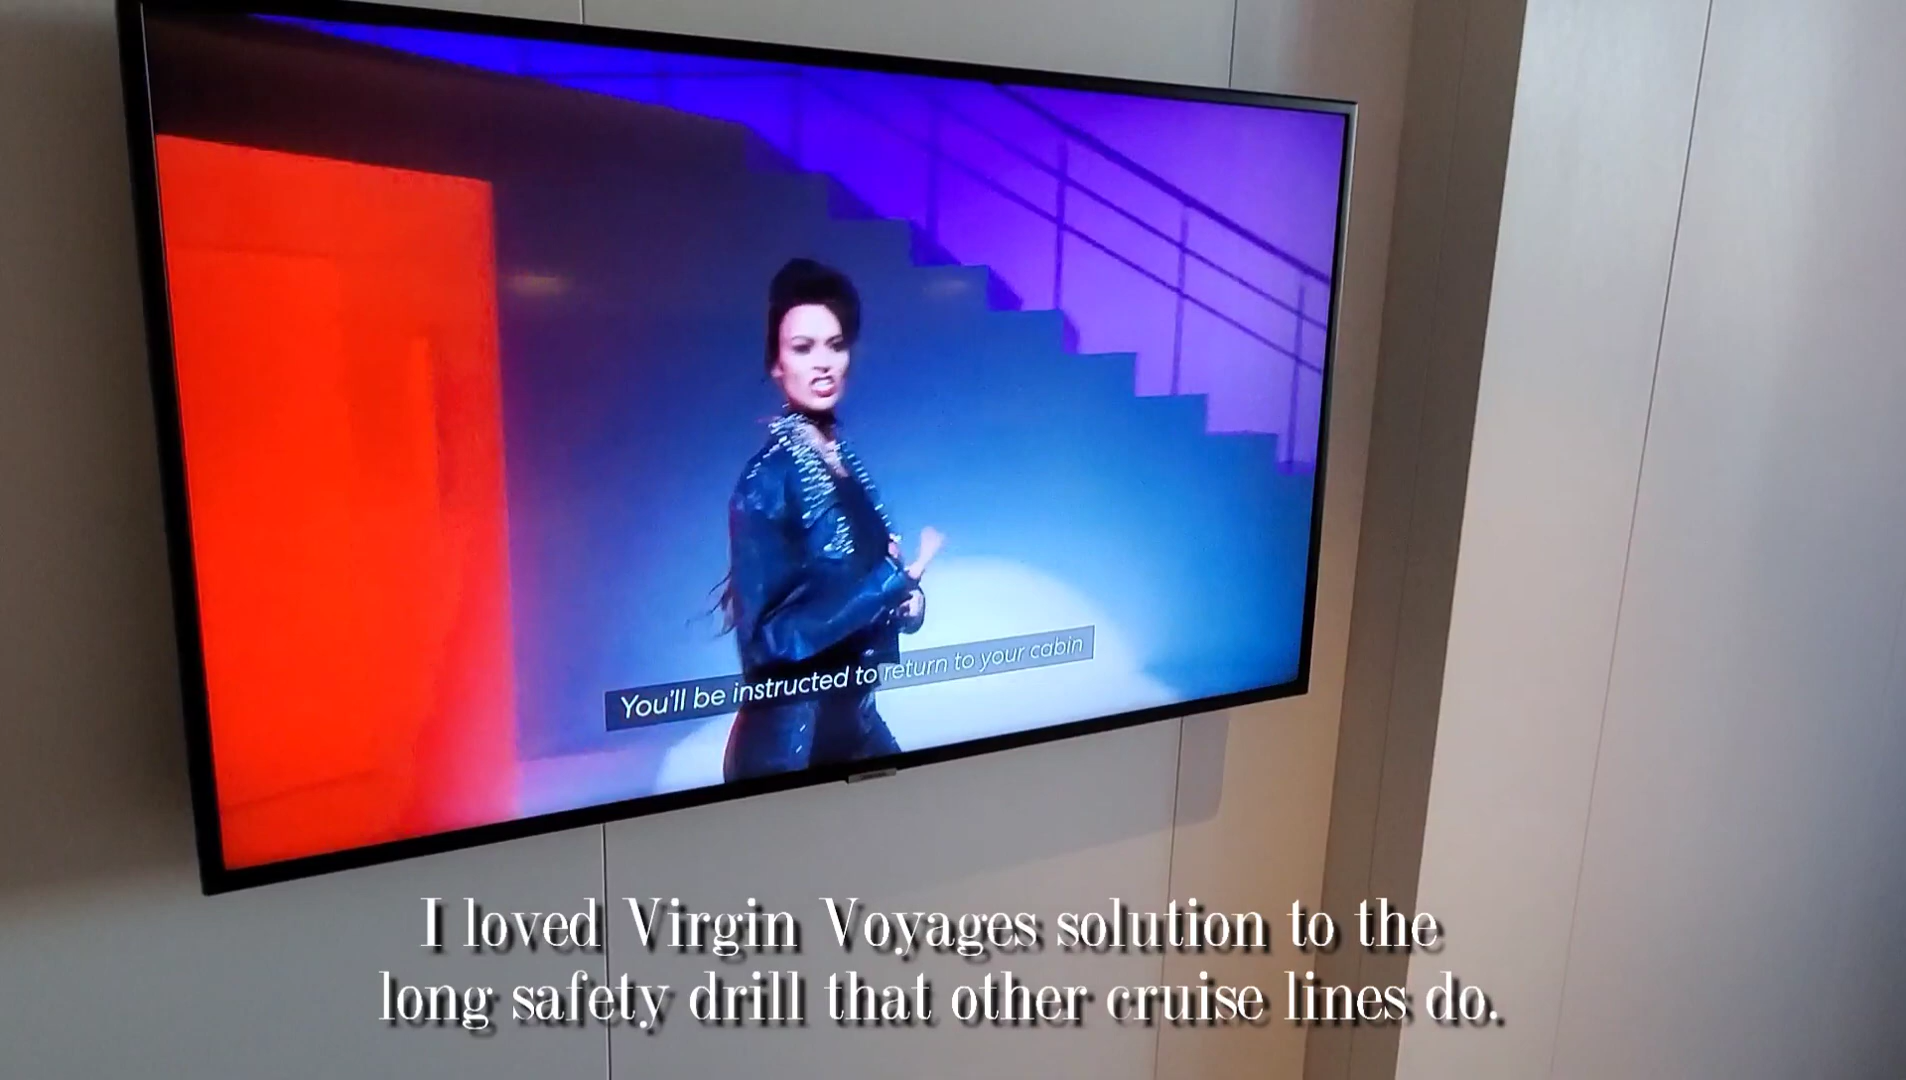 You'll be instructed to return to your cabin
I loved Virgin Voyages solution to the
long safety drill that other cruise lines do.